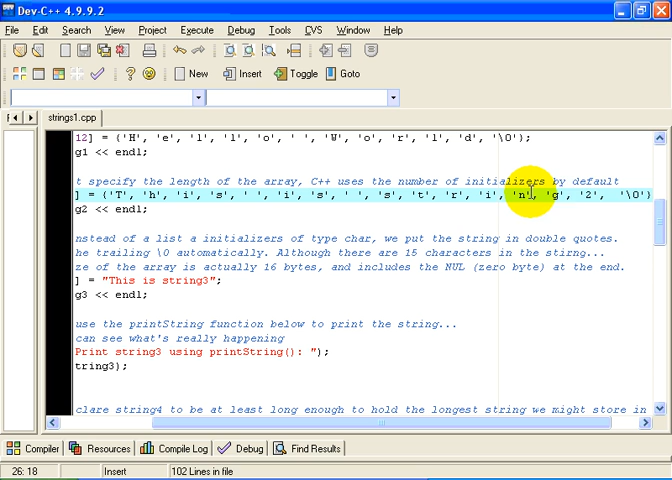 Dev-C++ 4.9.9.2
File Edit Search View Project Execute Debug Tools CVS Window Help
New Insert Toggle Goto
strings1.cpp
12] = {'H', 'e', 'l', 'l', 'o', ' ', 'W', 'o', 'r', 'l', 'd', '\0'};
g1 << endl;
t specify the length of the array, C++ uses the number of initializers by default
] = {'T', 'h', 'i', 's', ' ', 'i', 's', ' ', 's', 't', 'r', 'i', 'n', 'g', '2', '\0'}
g2 << endl;
nstead of a list a initializers of type char, we put the string in double quotes.
he trailing \0 automatically. Although there are 15 characters in the stirng...
ze of the array is actually 16 bytes, and includes the NUL (zero byte) at the end.
] = "This is string3";
g3 << endl;
use the printString function below to print the string...
can see what's really happening
Print string3 using printString(): ");
tring3);
clare string4 to be at least long enough to hold the longest string we might store in
Compiler Resources Compile Log Debug Find Results
26: 18 Insert 102 Lines in file